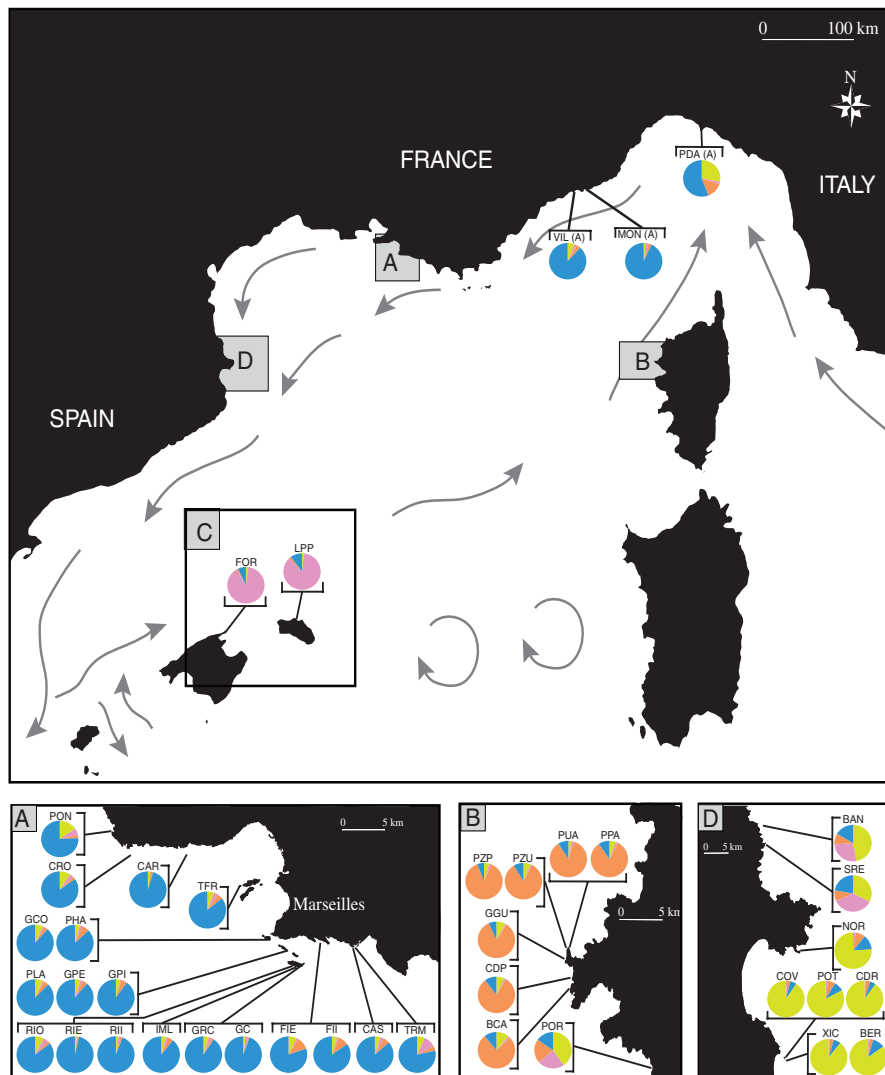 0 100 km
N
FRANCE
PDA (A)
ITALY
VIL (A) MON (A)
A
D
B
SPAIN
C
FOR LPP
A
PON
0 5 km
CRO CAR
TFR
Marseilles
GCO PHA
PLA GPE GPI
RIO RIE RII IML GRC GC FIE FII CAS TRM
B
PUA PPA
PZP PZU
0 5 km
GGU
CDP
BCA POR
D
BAN
0 5 km
SRE
NOR
COV POT CDR
XIC BER